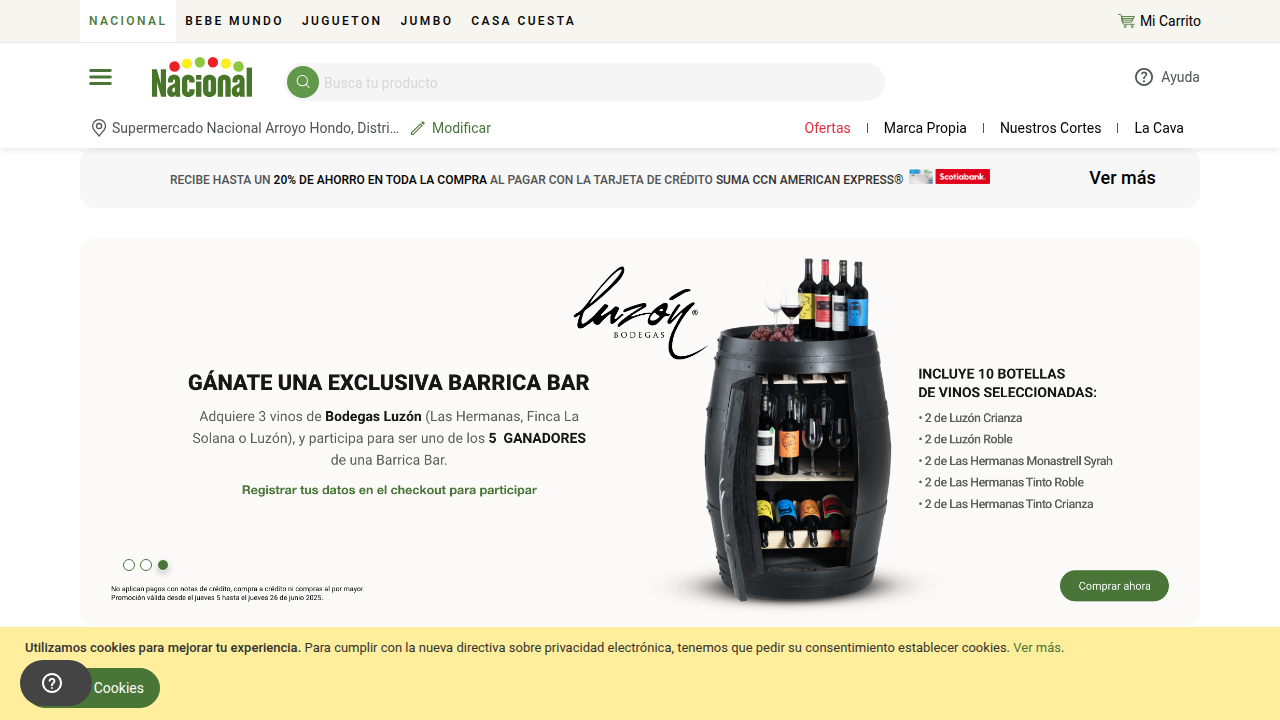 NACIONAL BEBE MUNDO JUGUETON JUMBO CASA CUESTA Mi Carrito
Nacional
Busca tu producto
Ayuda
Supermercado Nacional Arroyo Hondo, Distri... Modificar
Ofertas Marca Propia Nuestros Cortes La Cava
RECIBE HASTA UN 20% DE AHORRO EN TODA LA COMPRA AL PAGAR CON LA TARJETA DE CRÉDITO SUMA CCN AMERICAN EXPRESS® Scotiabank. Ver más
luzón®
BODEGAS
GÁNATE UNA EXCLUSIVA BARRICA BAR
Adquiere 3 vinos de Bodegas Luzón (Las Hermanas, Finca La
Solana o Luzón), y participa para ser uno de los 5 GANADORES
de una Barrica Bar.
Registrar tus datos en el checkout para participar
INCLUYE 10 BOTELLAS
DE VINOS SELECCIONADAS:
• 2 de Luzón Crianza
• 2 de Luzón Roble
• 2 de Las Hermanas Monastrell Syrah
• 2 de Las Hermanas Tinto Roble
• 2 de Las Hermanas Tinto Crianza
No aplican pagos con notas de crédito, compra a crédito ni compras al por mayor.
Promoción válida desde el jueves 5 hasta el jueves 26 de junio 2025.
Comprar ahora
Utilizamos cookies para mejorar tu experiencia. Para cumplir con la nueva directiva sobre privacidad electrónica, tenemos que pedir su consentimiento establecer cookies. Ver más.
Cookies